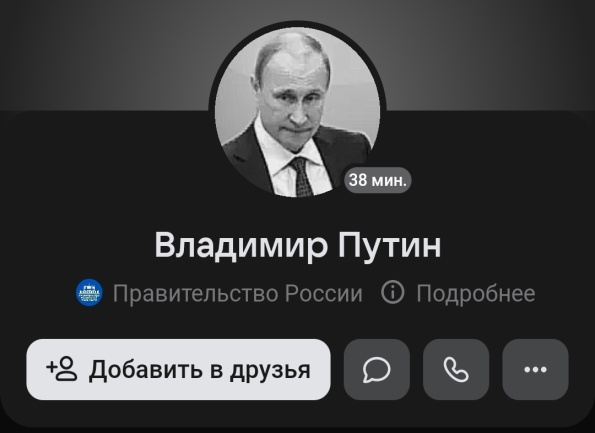 38 мин.
Владимир Путин
Правительство России Подробнее
Добавить в друзья